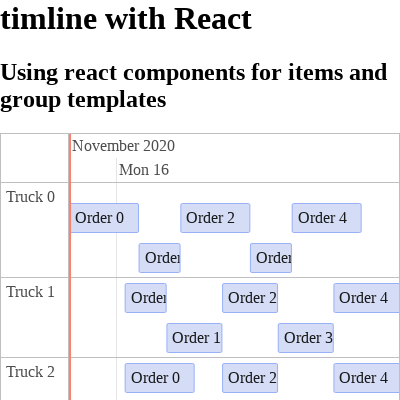 timline with React
Using react components for items and
group templates
November 2020
Mon 16
Truck 0
Order 0 Order 2 Order 4
Order Order
Truck 1
Order Order 2 Order 4
Order 1 Order 3
Truck 2
Order 0 Order 2 Order 4